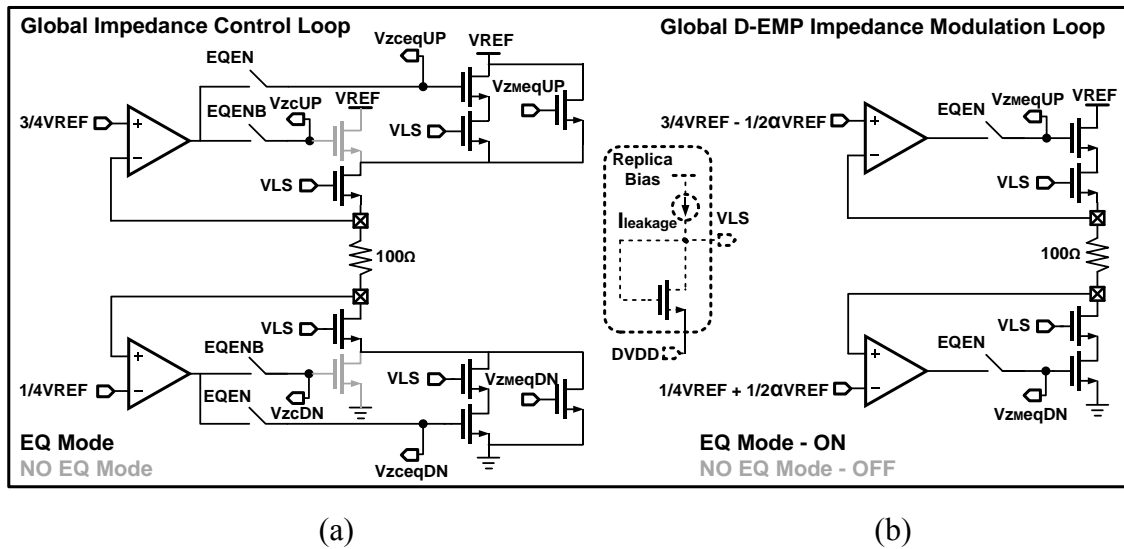 Global Impedance Control Loop
VzceqUP
EQEN
VREF
VzMeqUP
EQENB
VzcUP
VREF
3/4VREF
+
−
VLS
VLS
100Ω
VLS
EQENB
+
−
1/4VREF
EQEN
VzcDN
VLS
VzMeqDN
VzceqDN
EQ Mode
NO EQ Mode
Replica
Bias
Ileakage
VLS
DVDD
Global D-EMP Impedance Modulation Loop
VzMeqUP
EQEN
VREF
3/4VREF - 1/2αVREF
+
−
VLS
100Ω
VLS
EQEN
+
−
1/4VREF + 1/2αVREF
VzMeqDN
EQ Mode - ON
NO EQ Mode - OFF
(a)
(b)